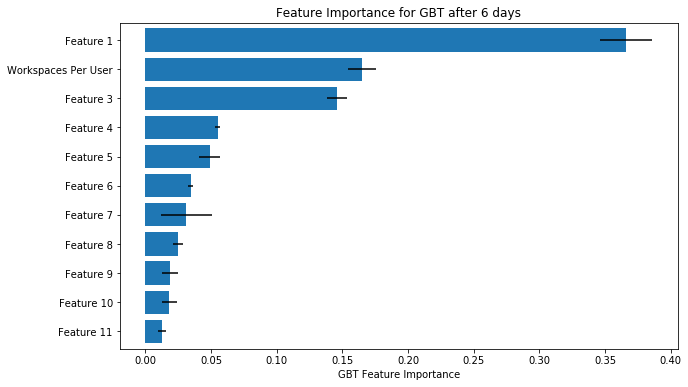 Feature Importance for GBT after 6 days
Feature 1
Workspaces Per User
Feature 3
Feature 4
Feature 5
Feature 6
Feature 7
Feature 8
Feature 9
Feature 10
Feature 11
0.00 0.05 0.10 0.15 0.20 0.25 0.30 0.35 0.40
GBT Feature Importance